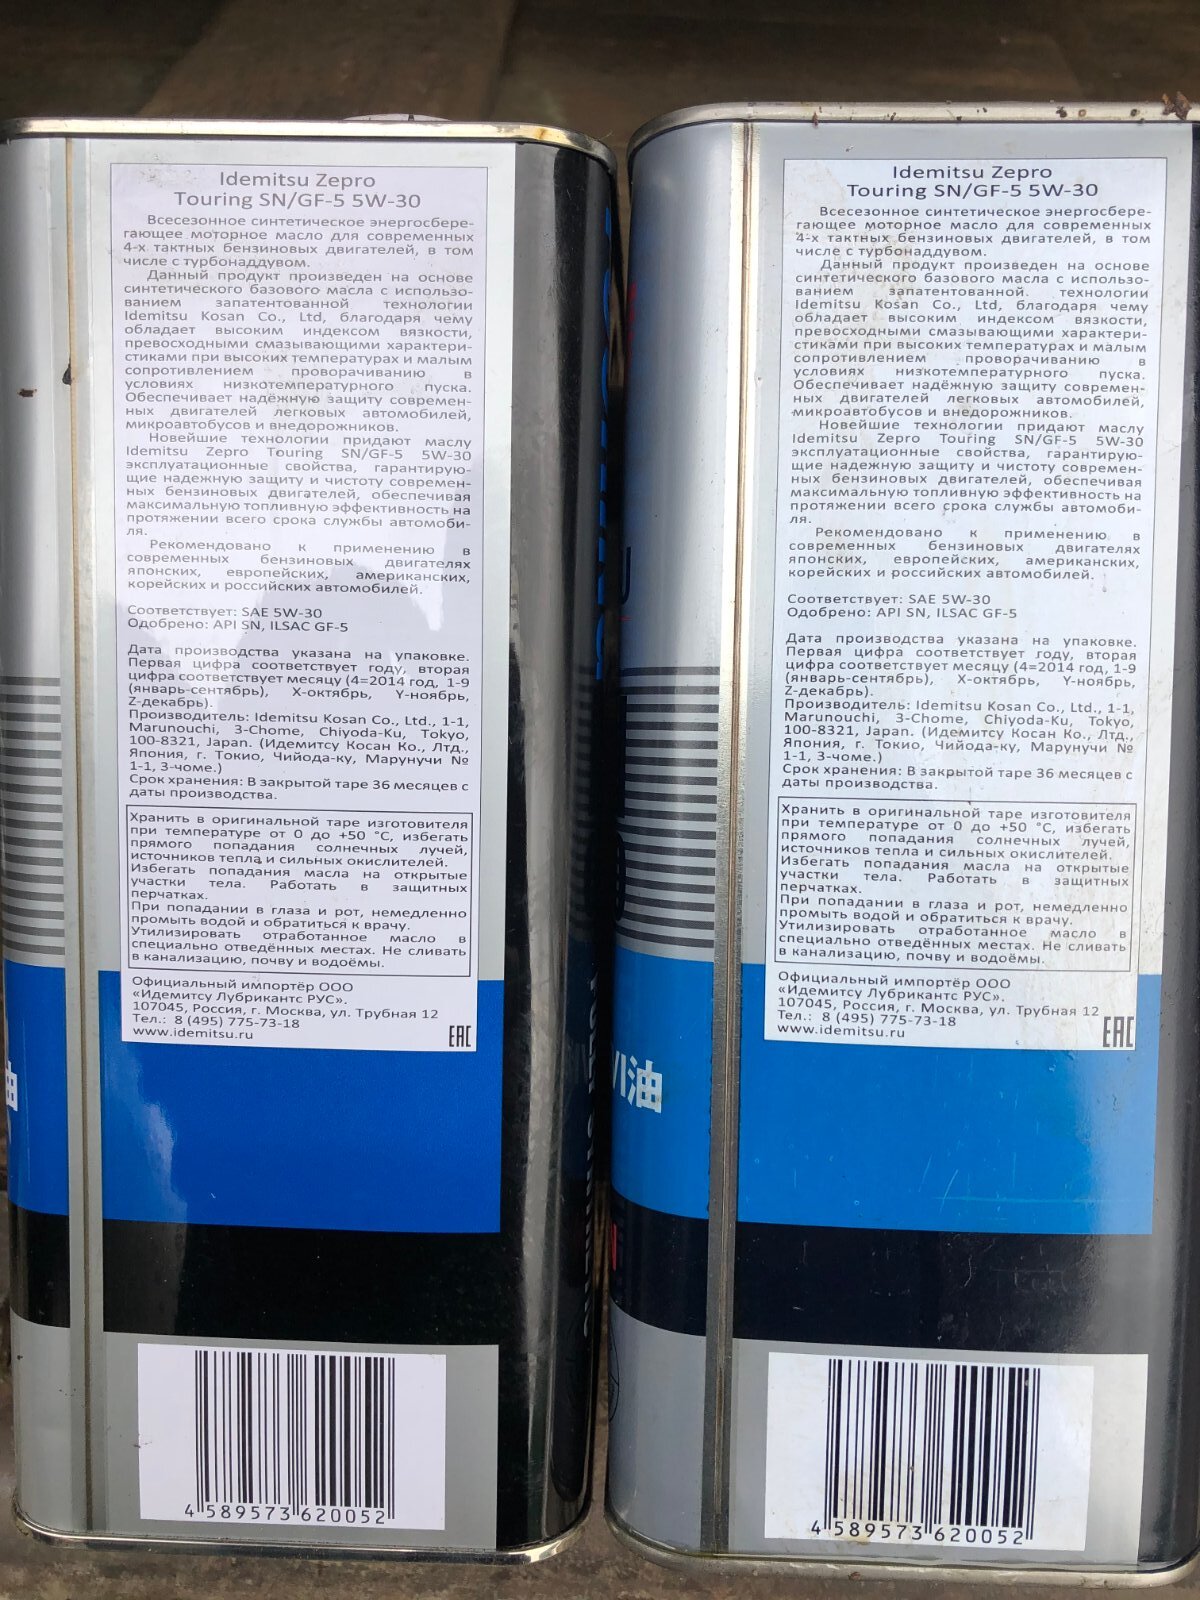 Idemitsu Zepro
Touring SN/GF-5 5W-30
Всесезонное синтетическое энергосбере-
гающее моторное масло для современных
4-х тактных бензиновых двигателей, в том
числе с турбонаддувом.
Данный продукт произведен на основе
синтетического базового масла с использо-
ванием запатентованной технологии
Idemitsu Kosan Co., Ltd, благодаря чему
обладает высоким индексом вязкости,
превосходными смазывающими характери-
стиками при высоких температурах и малым
сопротивлением проворачиванию в
условиях низкотемпературного пуска.
Обеспечивает надёжную защиту современ-
ных двигателей легковых автомобилей,
микроавтобусов и внедорожников.
Новейшие технологии придают маслу
Idemitsu Zepro Touring SN/GF-5 5W-30
эксплуатационные свойства, гарантирую-
щие надежную защиту и чистоту современ-
ных бензиновых двигателей, обеспечивая
максимальную топливную эффективность на
протяжении всего срока службы автомоби-
ля.
Рекомендовано к применению в
современных бензиновых двигателях
японских, европейских, американских,
корейских и российских автомобилей.
Соответствует: SAE 5W-30
Одобрено: API SN, ILSAC GF-5
Дата производства указана на упаковке.
Первая цифра соответствует году, вторая
цифра соответствует месяцу (4=2014 год, 1-9
(январь-сентябрь), X-октябрь, Y-ноябрь,
Z-декабрь).
Производитель: Idemitsu Kosan Co., Ltd., 1-1,
Marunouchi, 3-Chome, Chiyoda-Ku, Tokyo,
100-8321, Japan. (Идемитсу Косан Ко., Лтд.,
Япония, г. Токио, Чийода-ку, Марунучи №
1-1, 3-чоме.)
Срок хранения: В закрытой таре 36 месяцев с
даты производства.
Хранить в оригинальной таре изготовителя
при температуре от 0 до +50 °C, избегать
прямого попадания солнечных лучей,
источников тепла и сильных окислителей.
Избегать попадания масла на открытые
участки тела. Работать в защитных
перчатках.
При попадании в глаза и рот, немедленно
промыть водой и обратиться к врачу.
Утилизировать отработанное масло в
специально отведённых местах. Не сливать
в канализацию, почву и водоёмы.
Официальный импортёр ООО
«Идемитсу Лубрикантс РУС».
107045, Россия, г. Москва, ул. Трубная 12
Тел.: 8 (495) 775-73-18
www.idemitsu.ru
EAC
4 589573 620052
Idemitsu Zepro
Touring SN/GF-5 5W-30
Всесезонное синтетическое энергосбере-
гающее моторное масло для современных
4-х тактных бензиновых двигателей, в том
числе с турбонаддувом.
Данный продукт произведен на основе
синтетического базового масла с использо-
ванием запатентованной. технологии
Idemitsu Kosan Co., Ltd, благодаря чему
обладает высоким индексом вязкости,
превосходными смазывающими характери-
стиками при высоких температурах и малым
сопротивлением проворачиванию в
условиях низкотемпературного пуска.
Обеспечивает надёжную защиту современ-
ных двигателей легковых автомобилей,
микроавтобусов и внедорожников.
Новейшие технологии придают маслу
Idemitsu Zepro Touring SN/GF-5 5W-30
эксплуатационные свойства, гарантирую-
щие надежную защиту и чистоту современ-
ных бензиновых двигателей, обеспечивая
максимальную топливную эффективность на
протяжении всего срока службы автомоби-
ля.
Рекомендовано к применению в
современных бензиновых двигателях
японских, европейских, американских,
корейских и российских автомобилей.
Соответствует: SAE 5W-30
Одобрено: API SN, ILSAC GF-5
Дата производства указана на упаковке.
Первая цифра соответствует году, вторая
цифра соответствует месяцу (4=2014 год, 1-9
(январь-сентябрь), X-октябрь, Y-ноябрь,
Z-декабрь).
Производитель: Idemitsu Kosan Co., Ltd., 1-1,
Marunouchi, 3-Chome, Chiyoda-Ku, Tokyo,
100-8321, Japan. (Идемитсу Косан Ко., Лтд.,
Япония, г. Токио, Чийода-ку, Марунучи №
1-1, 3-чоме.)
Срок хранения: В закрытой таре 36 месяцев с
даты производства.
Хранить в оригинальной таре изготовителя
при температуре от 0 до +50 °C, избегать
прямого попадания солнечных лучей,
источников тепла и сильных окислителей.
Избегать попадания масла на открытые
участки тела. Работать в защитных
перчатках.
При попадании в глаза и рот, немедленно
промыть водой и обратиться к врачу.
Утилизировать отработанное масло в
специально отведённых местах. Не сливать
в канализацию, почву и водоёмы.
Официальный импортёр ООО
«Идемитсу Лубрикантс РУС».
107045, Россия, г. Москва, ул. Трубная 12
Тел.: 8 (495) 775-73-18
www.idemitsu.ru
EAC
油
4 589573 620052